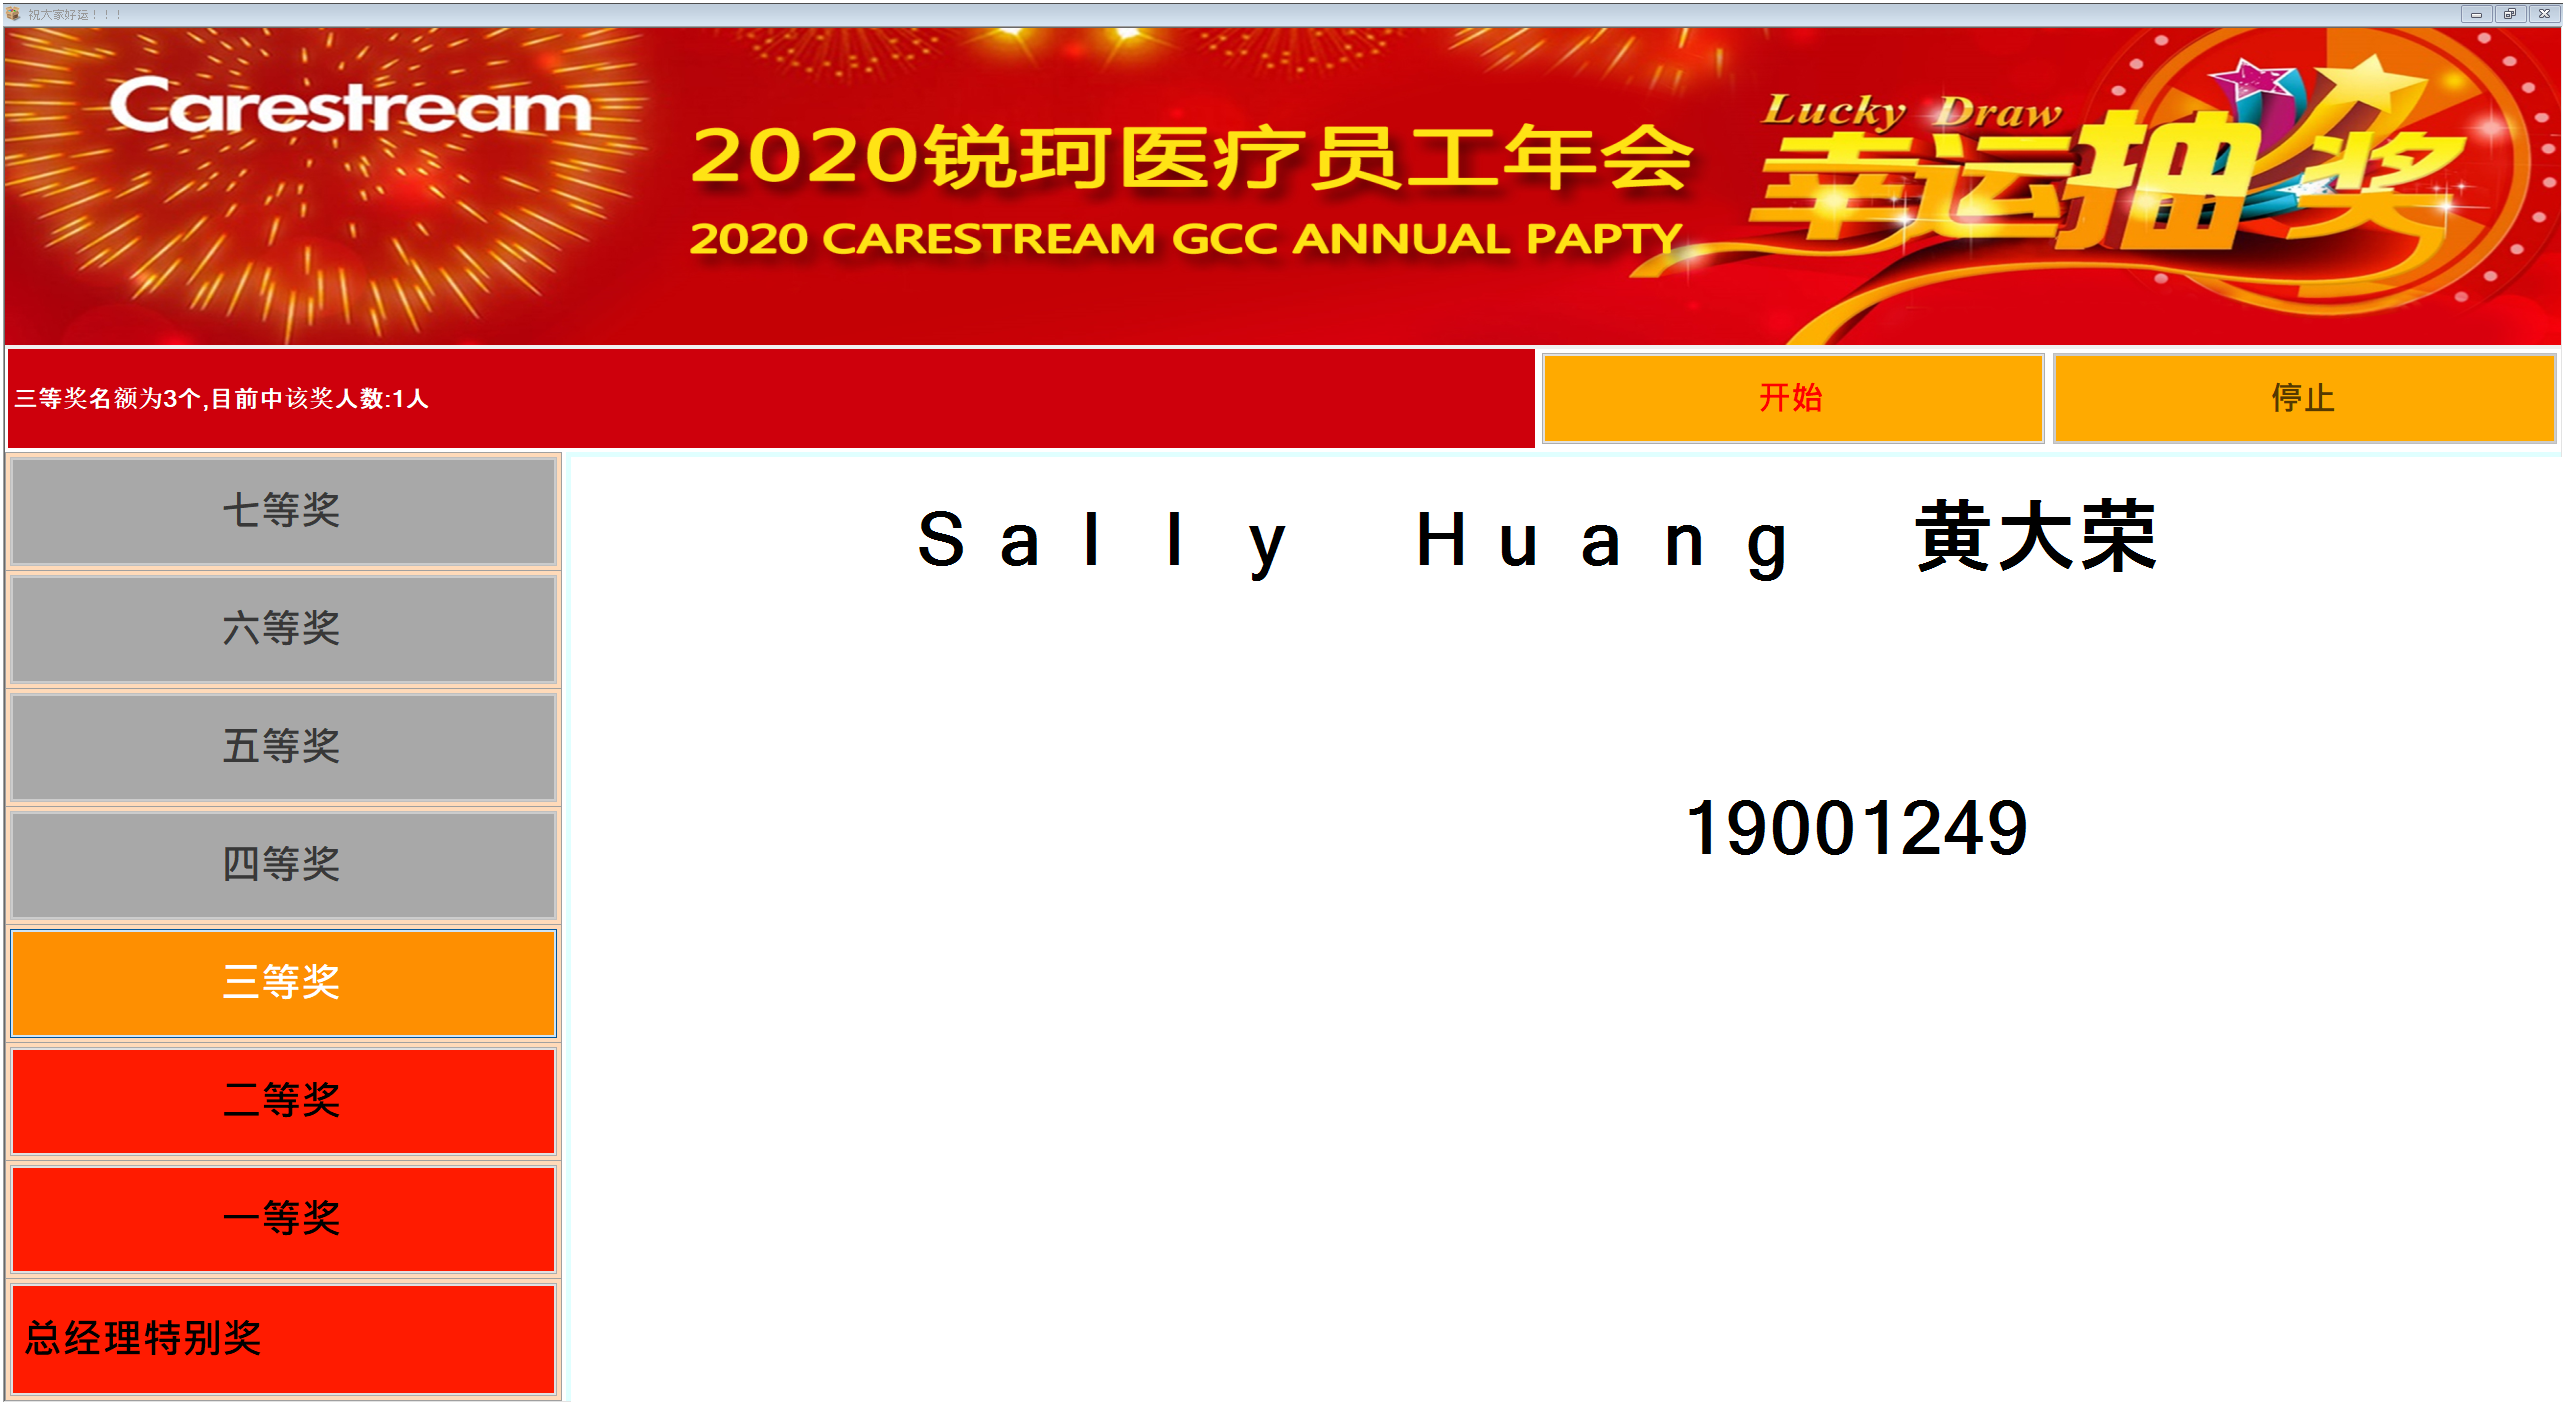 祝大家好运！！！
Carestream
2020锐珂医疗员工年会
2020 CARESTREAM GCC ANNUAL PAPTY
Lucky Draw
幸运抽奖
三等奖名额为3个,目前中该奖人数:1人
开始
停止
七等奖
六等奖
五等奖
四等奖
三等奖
二等奖
一等奖
总经理特别奖
Sally Huang 黄大荣
19001249